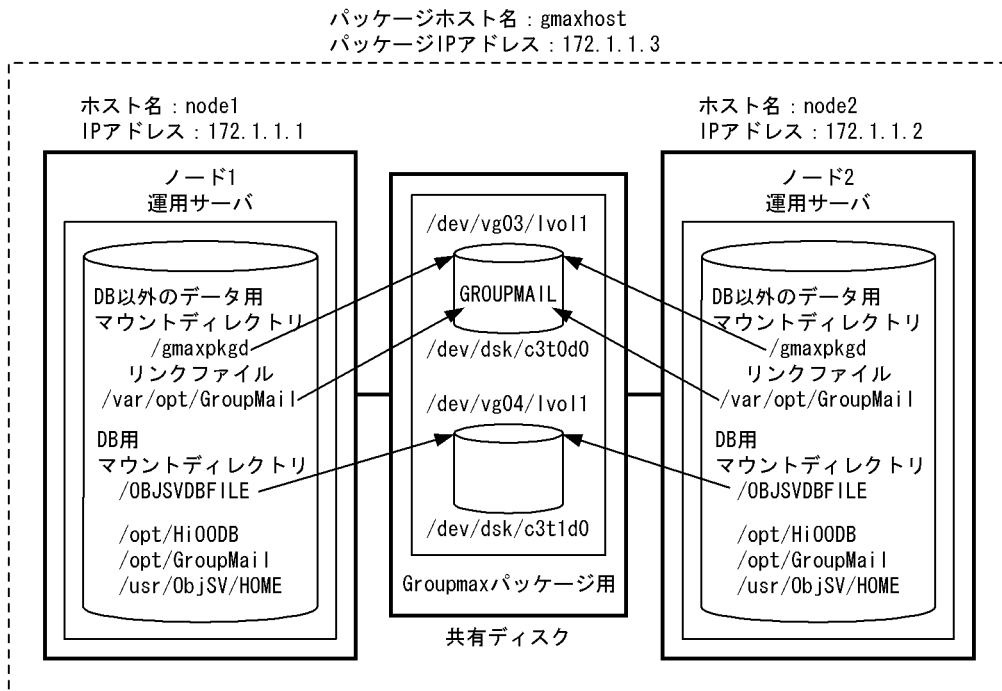 パッケージホスト名：gmaxhost
パッケージIPアドレス：172.1.1.3
ホスト名：node1
IPアドレス：172.1.1.1
ノード1
運用サーバ
DB以外のデータ用
マウントディレクトリ
/gmaxpkgd
リンクファイル
/var/opt/GroupMail
DB用
マウントディレクトリ
/OBJSVDBFILE
/opt/HiOODB
/opt/GroupMail
/usr/ObjSV/HOME
/dev/vg03/lvol1
GROUPMAIL
/dev/dsk/c3t0d0
/dev/vg04/lvol1
/dev/dsk/c3t1d0
Groupmaxパッケージ用
共有ディスク
ホスト名：node2
IPアドレス：172.1.1.2
ノード2
運用サーバ
DB以外のデータ用
マウントディレクトリ
/gmaxpkgd
リンクファイル
/var/opt/GroupMail
DB用
マウントディレクトリ
/OBJSVDBFILE
/opt/HiOODB
/opt/GroupMail
/usr/ObjSV/HOME